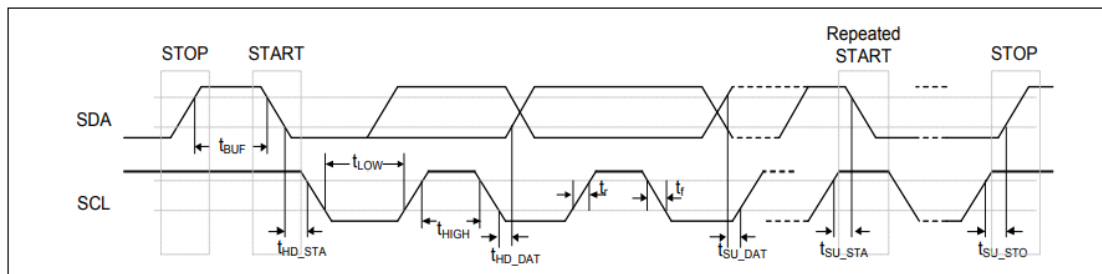 Repeated
STOP
START
START
STOP
SDA
tBUF
tLOW
SCL
tr
tf
tHIGH
tHD_STA
tHD_DAT
tSU_DAT
tSU_STA
tSU_STO